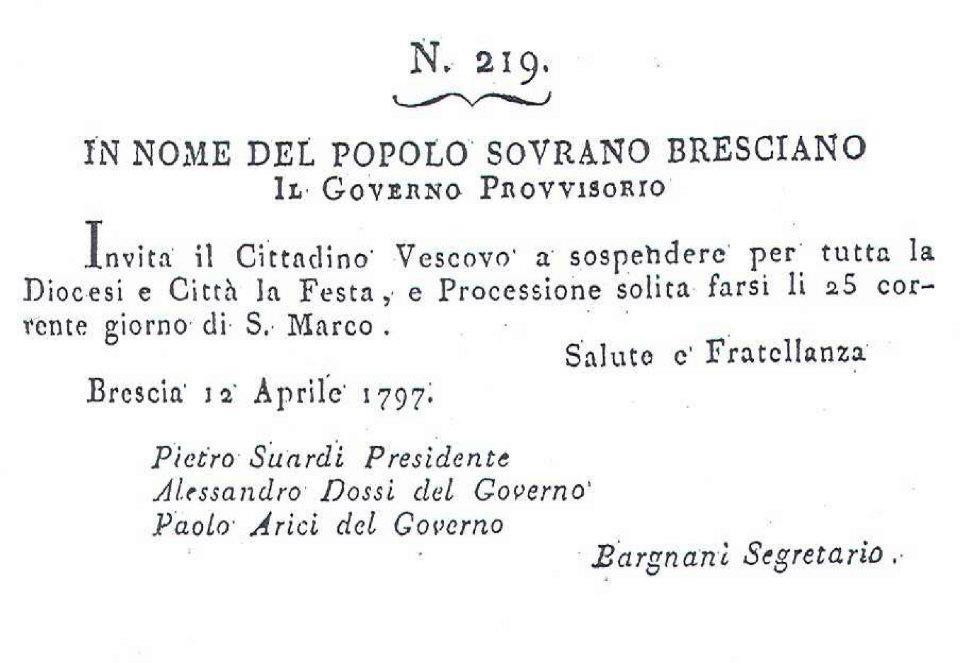 N. 219.
IN NOME DEL POPOLO SOVRANO BRESCIANO
IL GOVERNO PROVVISORIO
Invita il Cittadino Vescovo a sospendere per tutta la
Diocesi e Città la Festa, e Processione solita farsi li 25 cor-
rente giorno di S. Marco.
Salute e Fratellanza
Brescia 12 Aprile 1797.
Pietro Suardi Presidente
Alessandro Dossi del Governo
Paolo Arici del Governo
Bargnani Segretario.